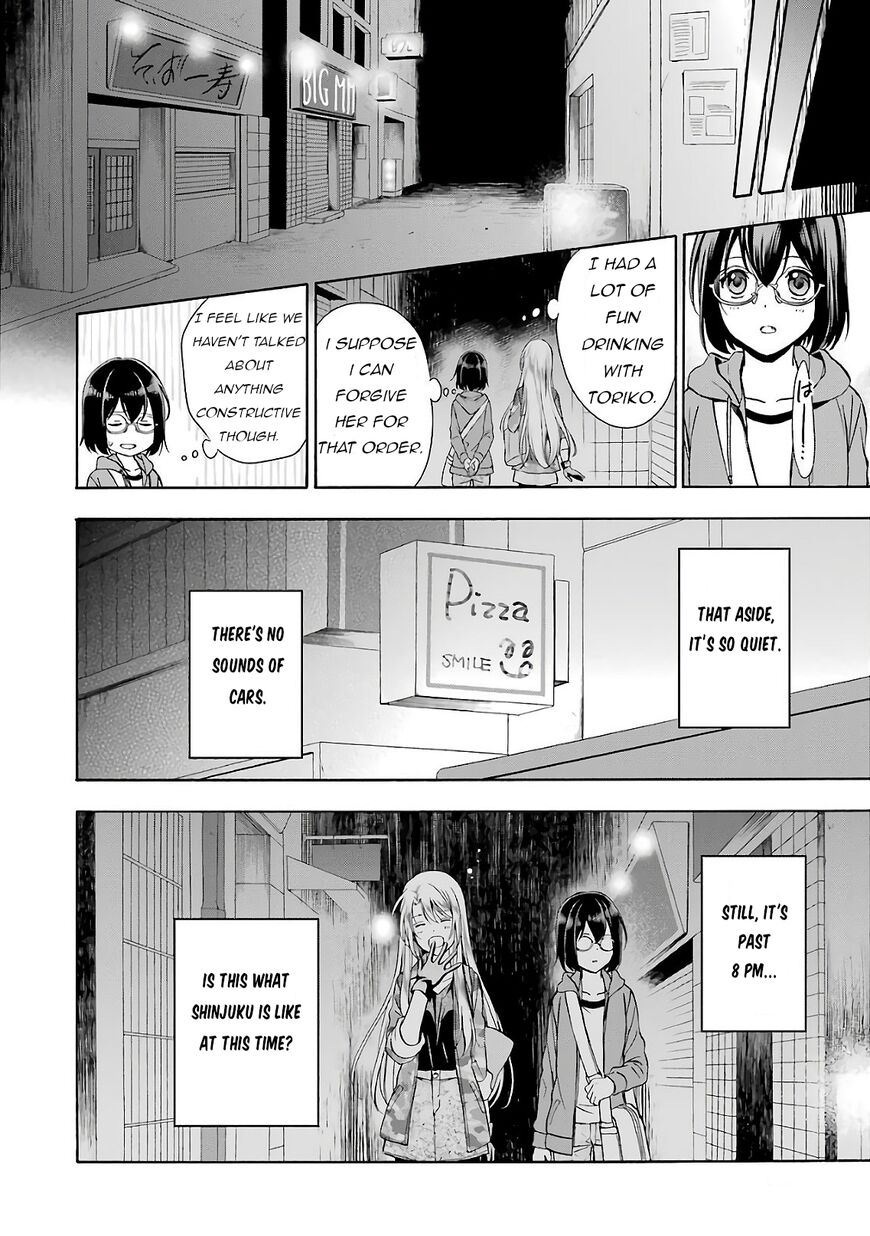 そば一寿
BIG MM
は…
I HAD A
LOT OF
FUN
DRINKING
WITH
TORIKO.
I SUPPOSE
I CAN
FORGIVE
HER FOR
THAT ORDER.
I FEEL LIKE WE
HAVEN'T TALKED
ABOUT
ANYTHING
CONSTRUCTIVE
THOUGH.
THAT ASIDE,
IT'S SO QUIET.
Pizza
SMILE
THERE'S NO
SOUNDS OF
CARS.
STILL, IT'S
PAST
8 PM...
IS THIS WHAT
SHINJUKU IS LIKE
AT THIS TIME?